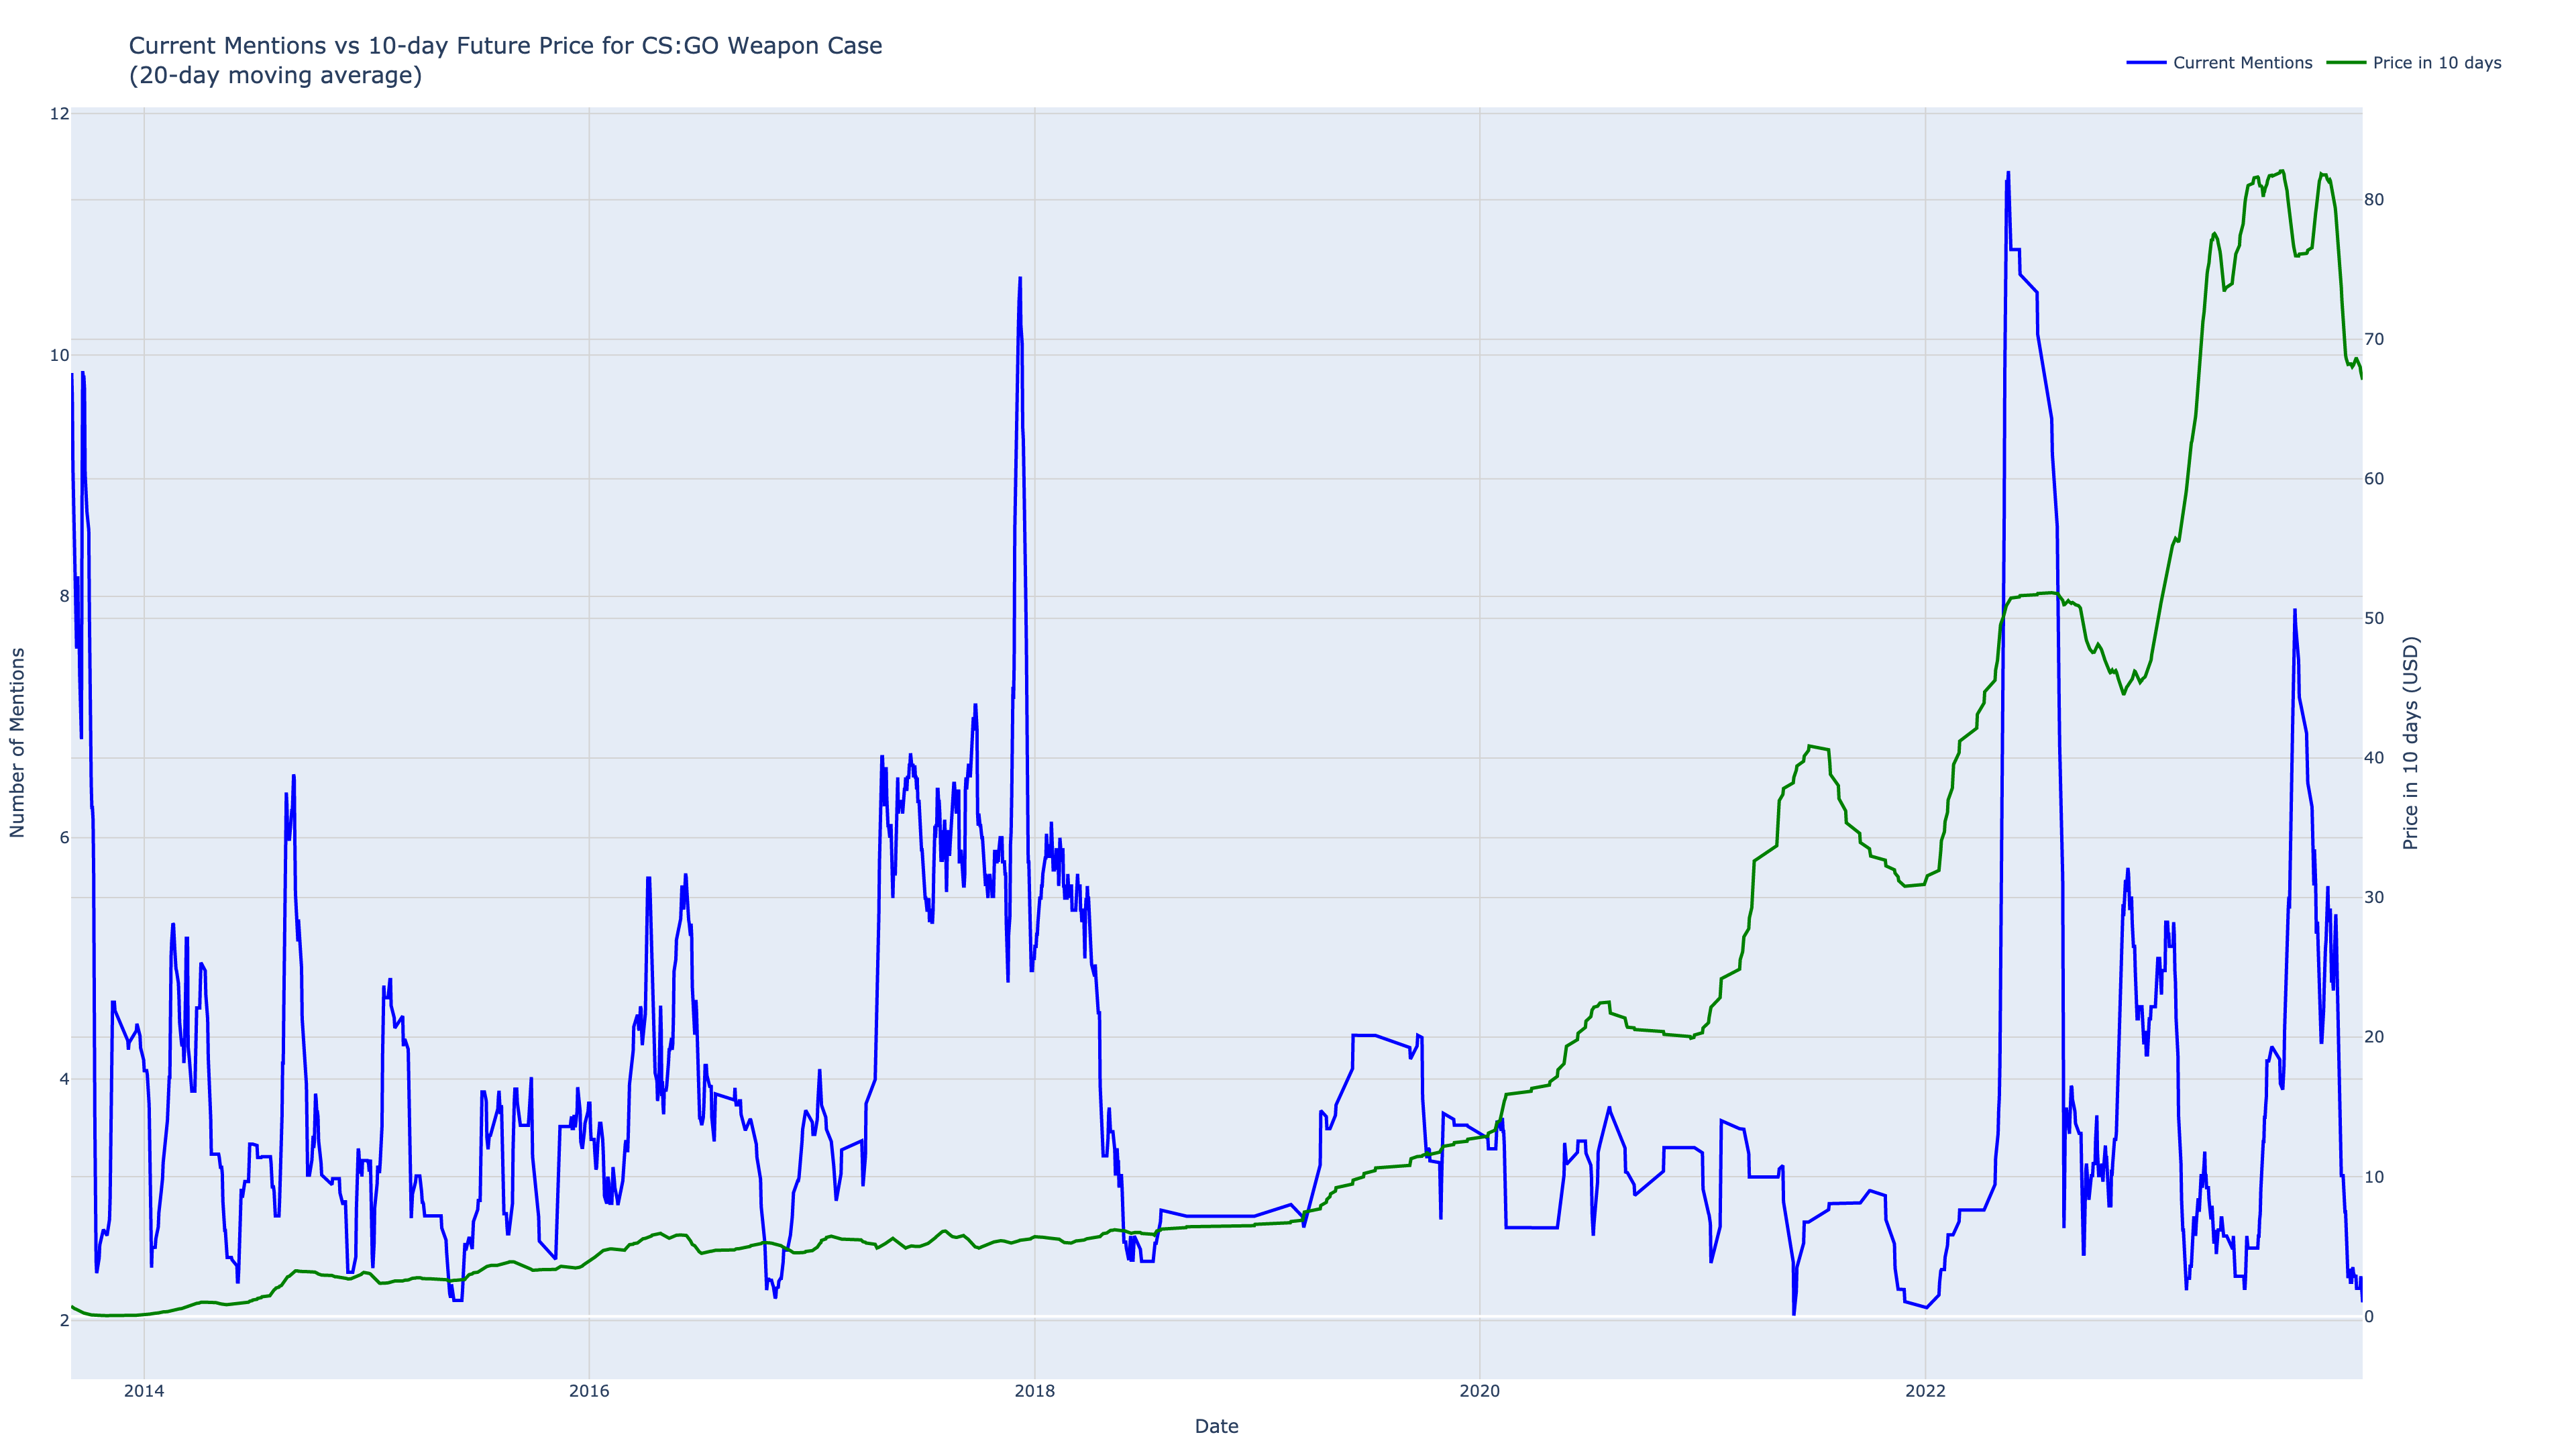 Current Mentions vs 10-day Future Price for CS:GO Weapon Case
(20-day moving average)
Current Mentions
Price in 10 days
12
10
8
6
4
2
Number of Mentions
80
70
60
50
40
30
20
10
0
Price in 10 days (USD)
2014
2016
2018
2020
2022
Date